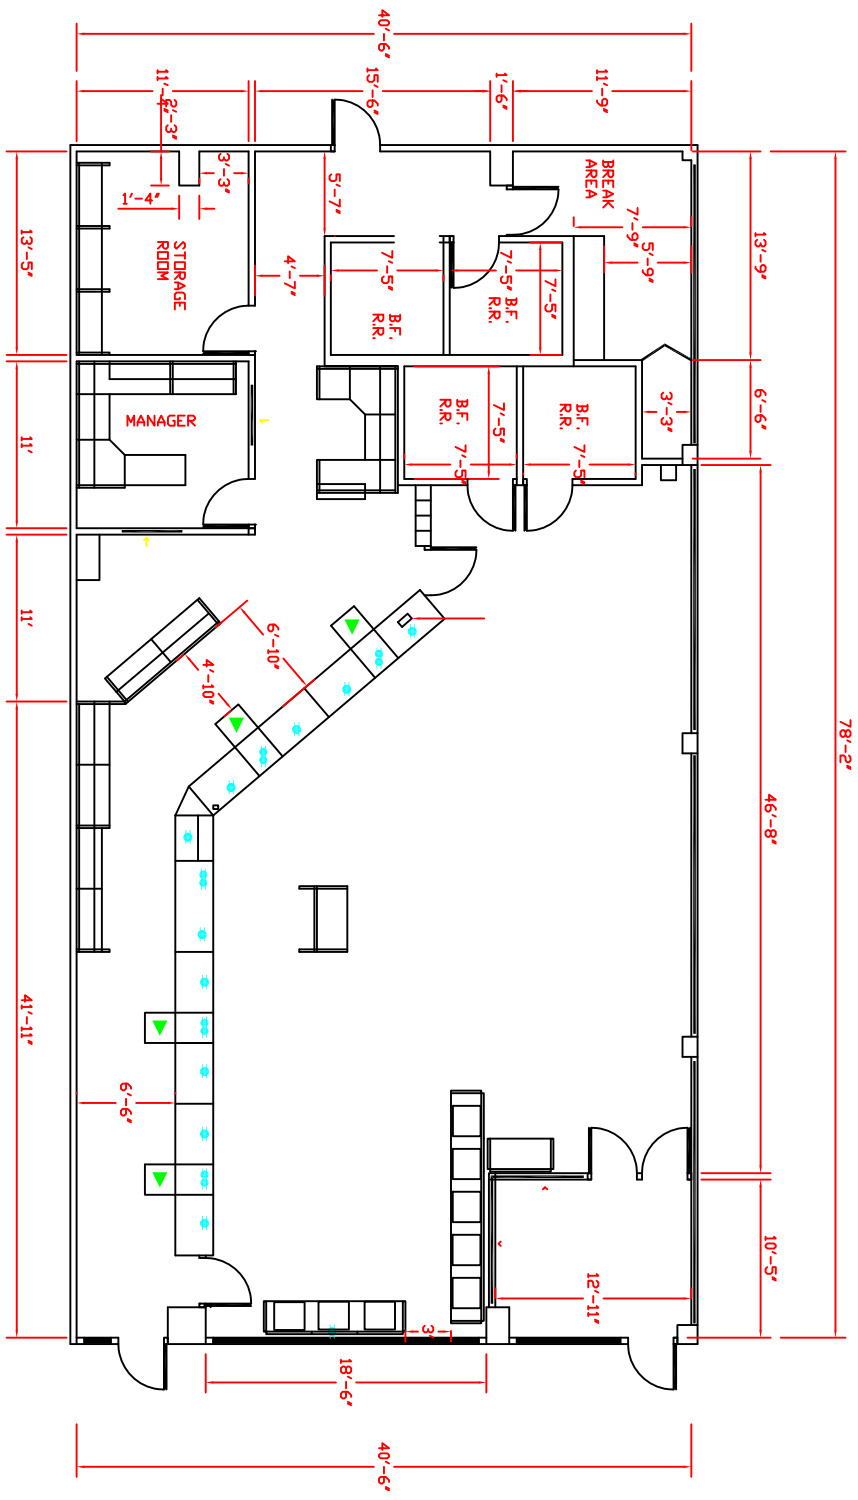 40'-6"
11'-4"
2'-3"
15'-6"
1'-6"
11'-9"
3'-3"
1'-4"
5'-7"
BREAK
AREA
7'-9"
5'-9"
13'-9"
13'-5"
STORAGE
ROOM
4'-7"
7'-5"
7'-5"
7'-5"
B.F.
R.R.
B.F.
R.R.
6'-6"
3'-3"
11'
MANAGER
1
B.F.
R.R.
7'-5"
B.F.
R.R.
7'-5"
7'-5"
11'
6'-10"
4'-10"
78'-2"
46'-8"
41'-11"
6'-6"
10'-5"
12'-11"
3'
18'-6"
40'-6"